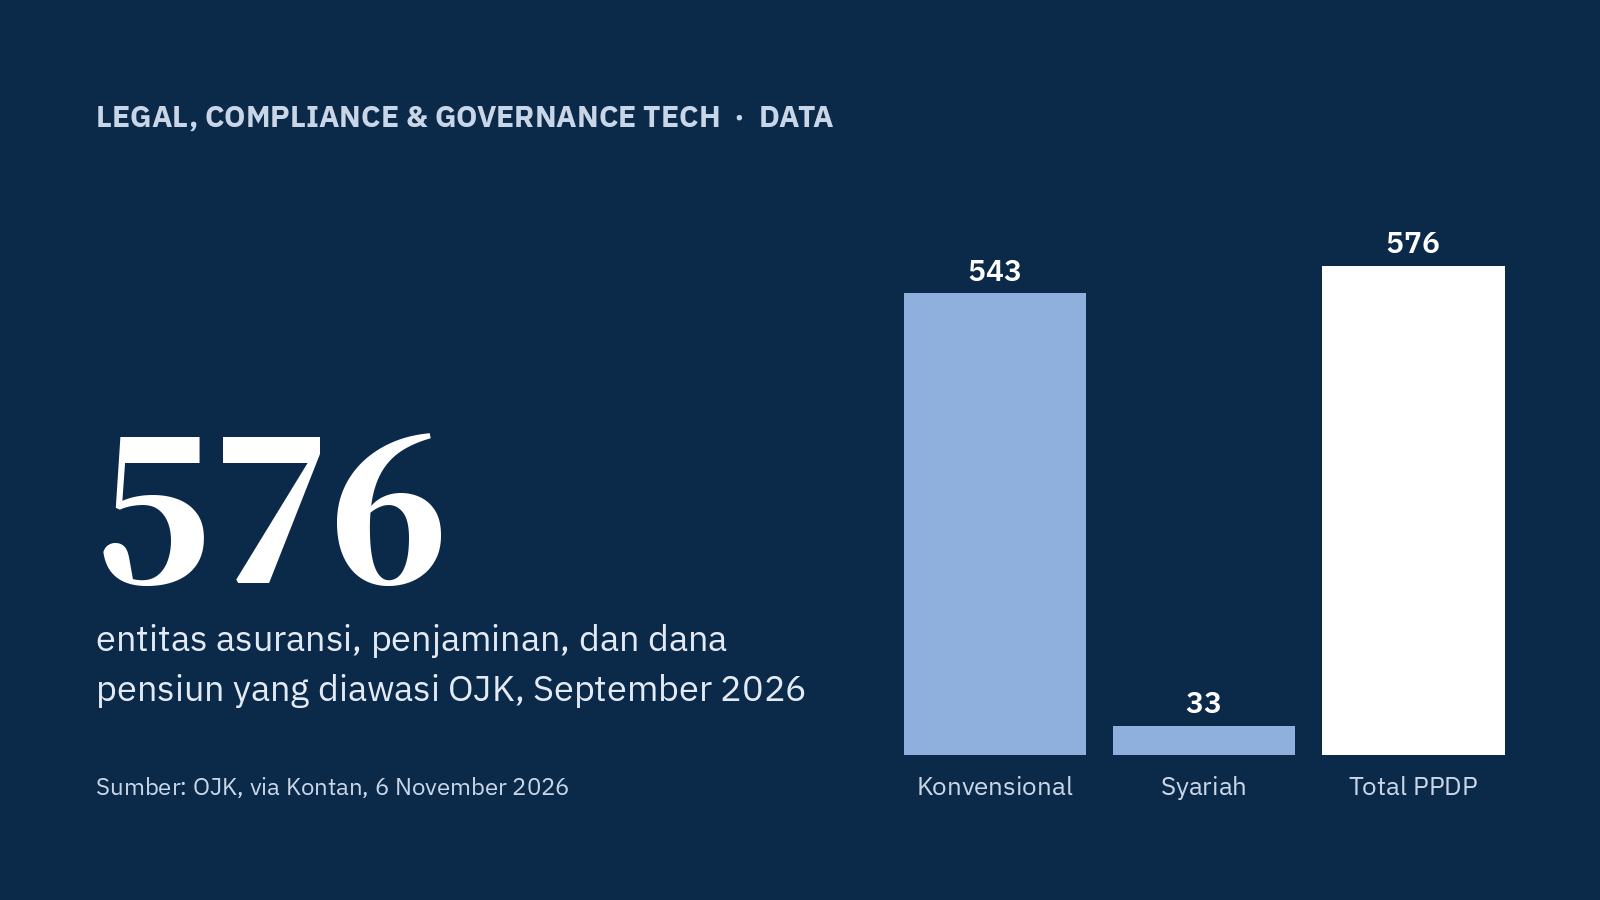 LEGAL, COMPLIANCE & GOVERNANCE TECH · DATA
576
entitas asuransi, penjaminan, dan dana
pensiun yang diawasi OJK, September 2026
Sumber: OJK, via Kontan, 6 November 2026
543
33
576
Konvensional
Syariah
Total PPDP